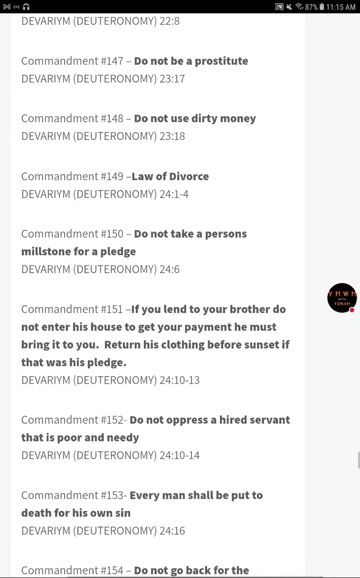 87% 11:15 AM
DEVARIYM (DEUTERONOMY) 22:8
Commandment #147 – Do not be a prostitute
DEVARIYM (DEUTERONOMY) 23:17
Commandment #148 – Do not use dirty money
DEVARIYM (DEUTERONOMY) 23:18
Commandment #149 –Law of Divorce
DEVARIYM (DEUTERONOMY) 24:1-4
Commandment #150 – Do not take a persons
millstone for a pledge
DEVARIYM (DEUTERONOMY) 24:6
Commandment #151 –If you lend to your brother do
not enter his house to get your payment he must
bring it to you.  Return his clothing before sunset if
that was his pledge.
DEVARIYM (DEUTERONOMY) 24:10-13
Commandment #152- Do not oppress a hired servant
that is poor and needy
DEVARIYM (DEUTERONOMY) 24:10-14
Commandment #153- Every man shall be put to
death for his own sin
DEVARIYM (DEUTERONOMY) 24:16
Commandment #154 – Do not go back for the